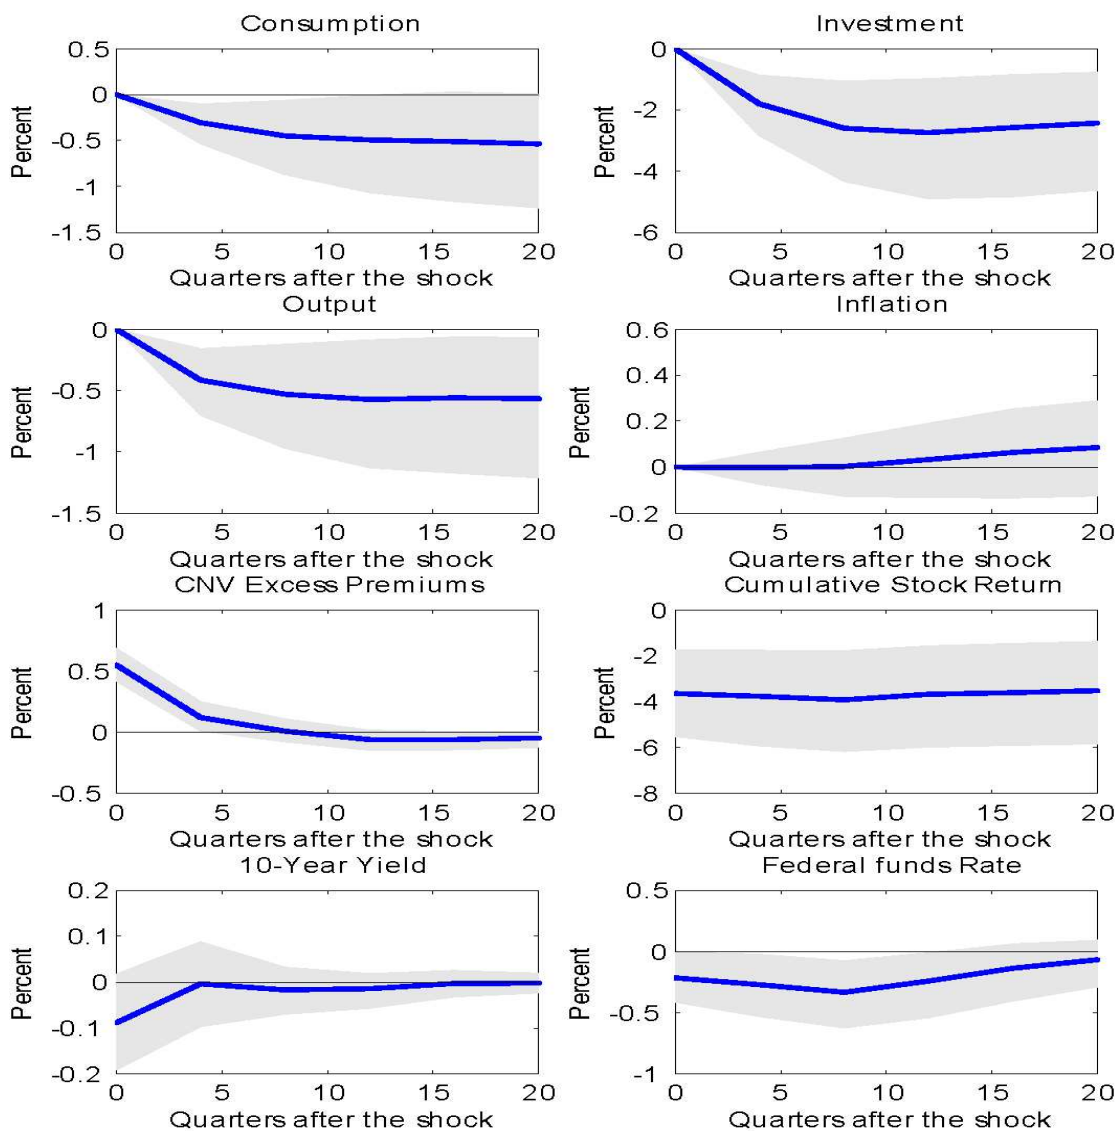 Consumption
0.5
0
-0.5
-1
-1.5
Percent
0 5 10 15 20
Quarters after the shock
Investment
0
-2
-4
-6
Percent
0 5 10 15 20
Quarters after the shock
Output
0
-0.5
-1
-1.5
Percent
0 5 10 15 20
Quarters after the shock
Inflation
0.6
0.4
0.2
0
-0.2
Percent
0 5 10 15 20
Quarters after the shock
CNV Excess Premiums
1
0.5
0
-0.5
Percent
0 5 10 15 20
Quarters after the shock
Cumulative Stock Return
0
-2
-4
-6
-8
Percent
0 5 10 15 20
Quarters after the shock
10-Year Yield
0.2
0.1
0
-0.1
-0.2
Percent
0 5 10 15 20
Quarters after the shock
Federal funds Rate
0.5
0
-0.5
-1
Percent
0 5 10 15 20
Quarters after the shock